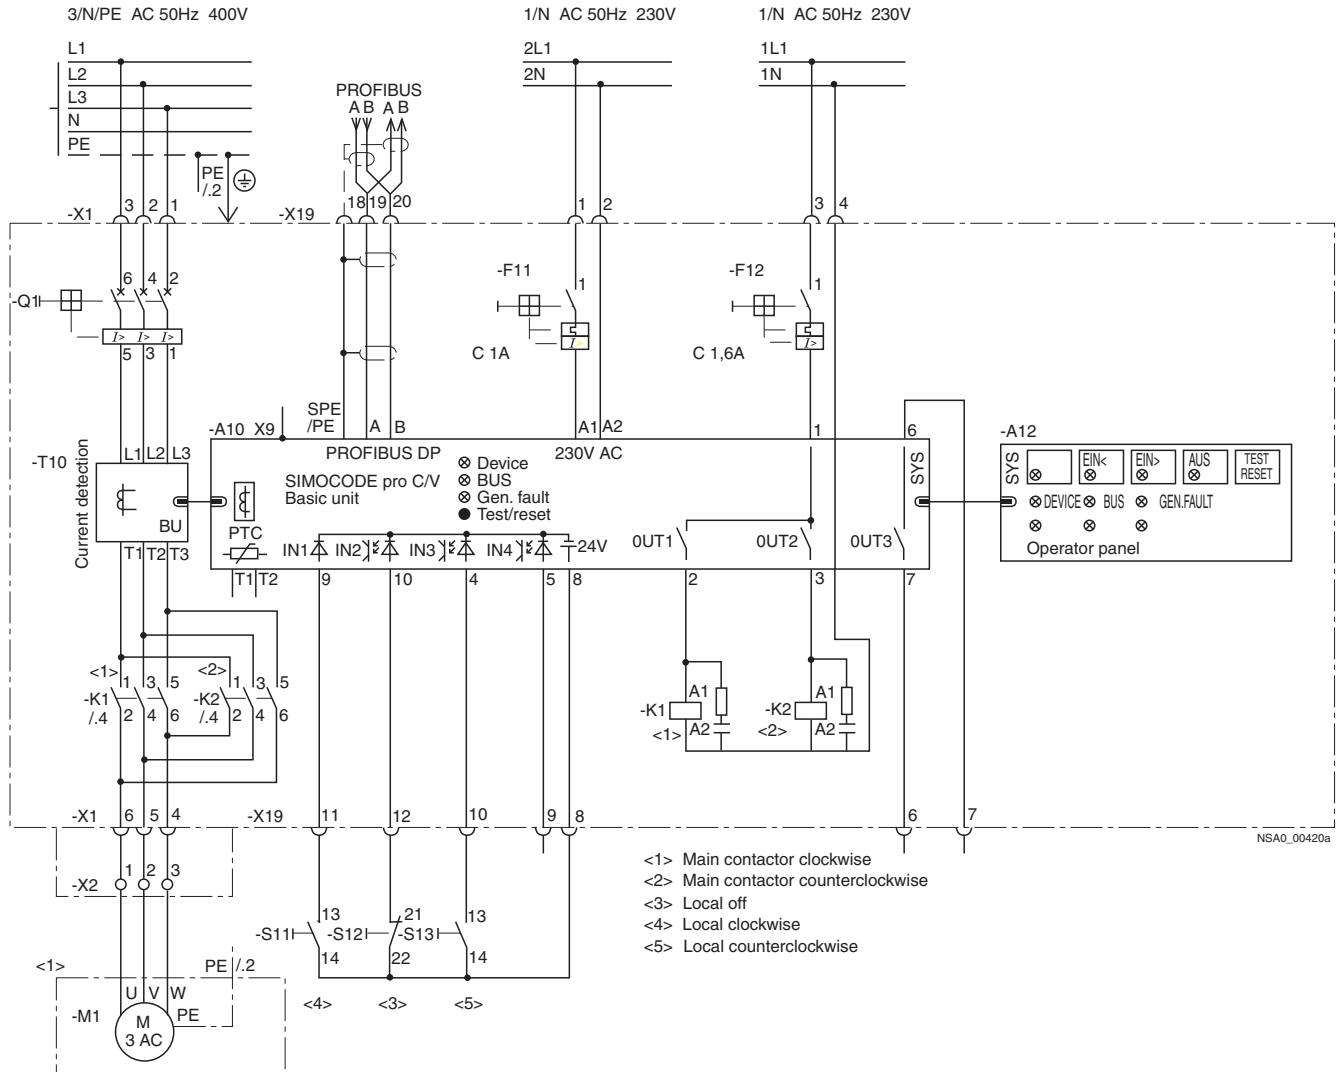 3/N/PE AC 50Hz 400V
1/N AC 50Hz 230V
1/N AC 50Hz 230V
L1
2L1
1L1
L2
2N
1N
L3
PROFIBUS
A B A B
N
PE
PE
/.2
-X1 3 2 1
-X19 18 19 20
1 2
3 4
-F11
-F12
6 4 2
1
1
-Q1
I> I> I>
I>
I>
5 3 1
C 1A
C 1,6A
SPE
/PE
-A10 X9
A B
A1 A2
1
6
-A12
Current detection
-T10
L1 L2 L3
PROFIBUS DP
230V AC
SYS
SYS
EIN<
EIN>
AUS
TEST
RESET
SIMOCODE pro C/V
Basic unit
Device
BUS
Gen. fault
Test/reset
DEVICE
BUS
GEN.FAULT
BU
PTC
IN1
IN2
IN3
IN4
24V
0UT1
0UT2
0UT3
Operator panel
T1 T2 T3
T1 T2
9
10
4
5
8
2
3
7
<1>
<2>
1 3 5
1 3 5
-K1
/.4
2 4 6
-K2
/.4
2 4 6
-K1
<1>
A1
A2
-K2
<2>
A1
A2
-X1 6 5 4
-X19 11
12
10
9
8
6
7
NSA0_00420a
<1> Main contactor clockwise
<2> Main contactor counterclockwise
<3> Local off
<4> Local clockwise
<5> Local counterclockwise
1 2 3
-X2
-S11
13
14
-S12
21
22
-S13
13
14
<1>
PE /.2
<4>
<3>
<5>
U V W
-M1
M
3 AC
PE